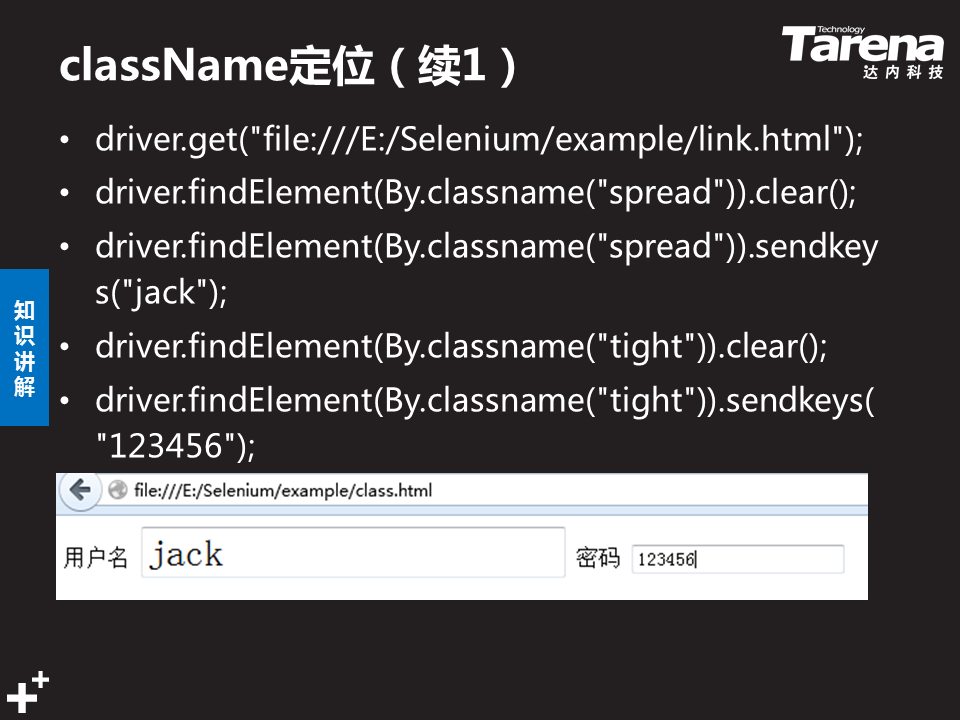 className定位（续1）
Technology
Tarena
达内科技
• driver.get("file:///E:/Selenium/example/link.html");
• driver.findElement(By.classname("spread")).clear();
• driver.findElement(By.classname("spread")).sendkey
s("jack");
• driver.findElement(By.classname("tight")).clear();
• driver.findElement(By.classname("tight")).sendkeys(
"123456");
知识讲解
file:///E:/Selenium/example/class.html
用户名 jack 密码 123456